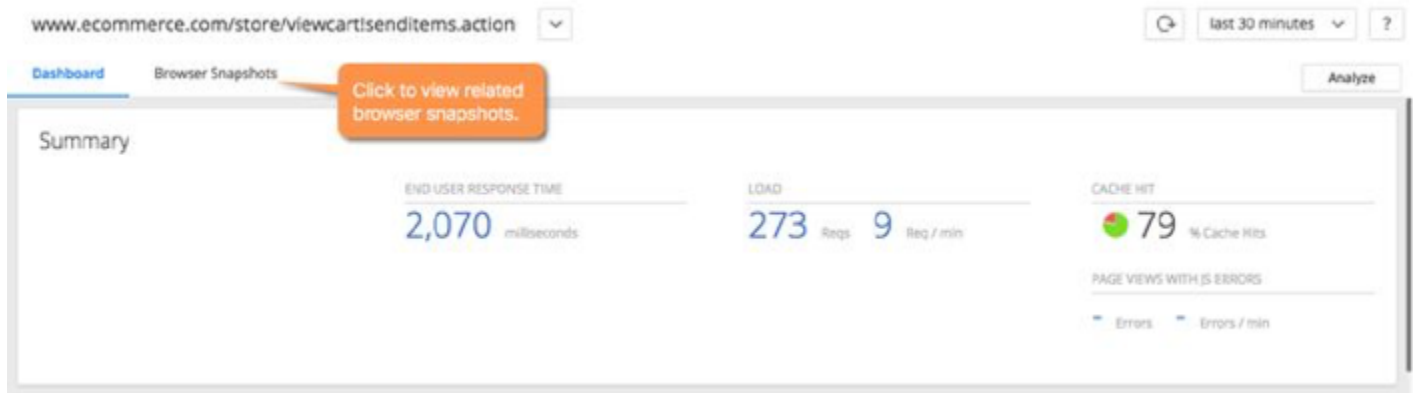 www.ecommerce.com/store/viewcart!senditems.action
last 30 minutes
?
Dashboard
Browser Snapshots
Click to view related
browser snapshots.
Analyze
Summary
END USER RESPONSE TIME
LOAD
CACHE HIT
2,070 milliseconds
273 Reqs 9 Req / min
79 % Cache Hits
PAGE VIEWS WITH JS ERRORS
- Errors - Errors / min